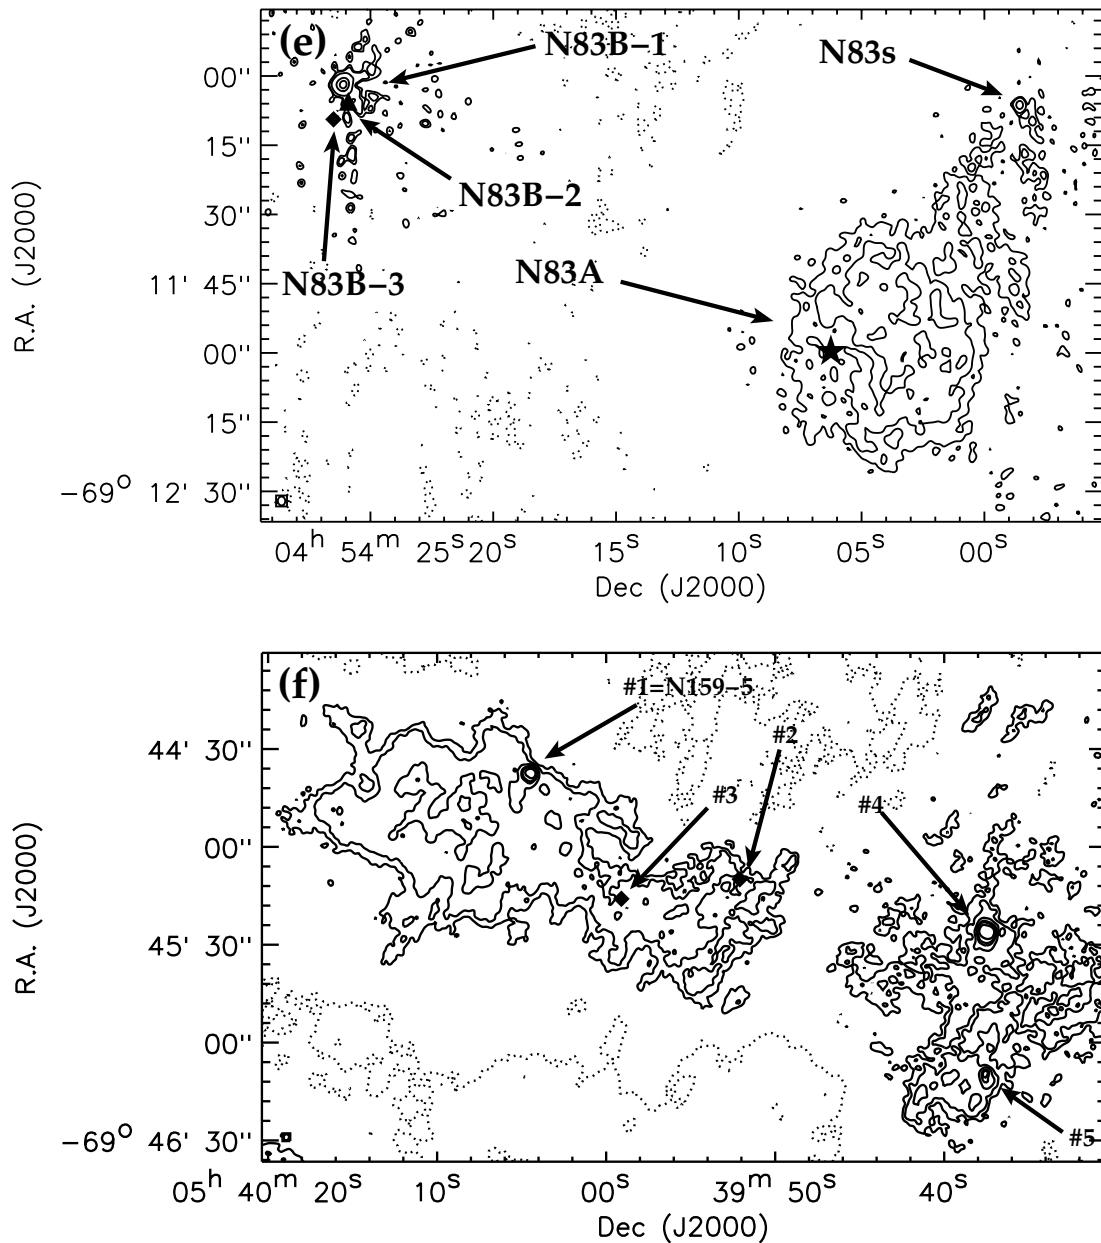 (e)
N83B−1
N83s
00"
15"
N83B−2
30"
N83B−3
N83A
11' 45"
00"
15"
−69° 12' 30"
R.A. (J2000)
04ʰ 54ᵐ 25ˢ 20ˢ 15ˢ 10ˢ 05ˢ 00ˢ
Dec (J2000)
(f)
#1=N159−5
#2
44' 30"
#3
#4
00"
45' 30"
00"
#5
−69° 46' 30"
R.A. (J2000)
05ʰ 40ᵐ 20ˢ 10ˢ 00ˢ 39ᵐ 50ˢ 40ˢ
Dec (J2000)